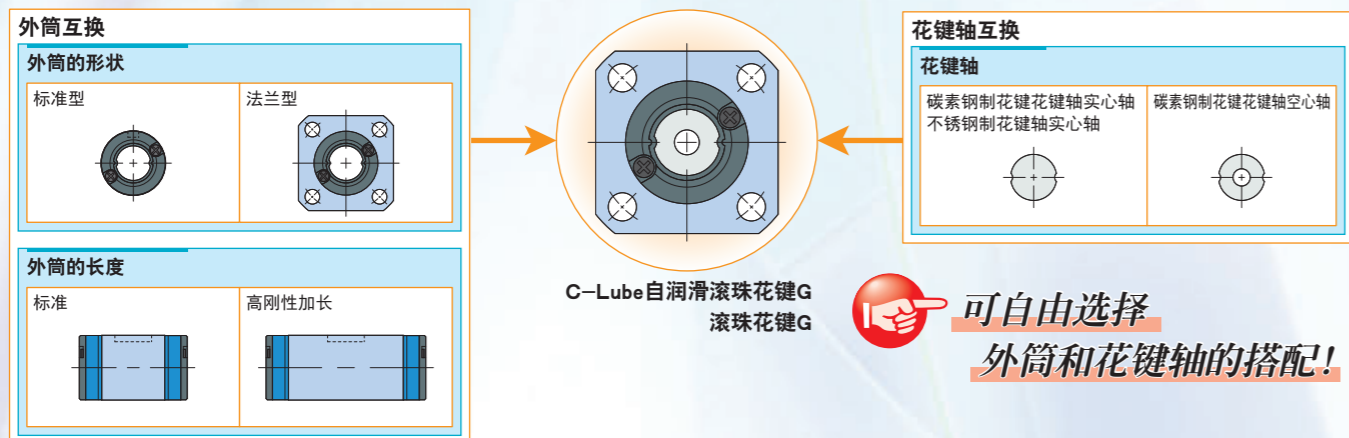 外筒互换
外筒的形状
标准型
法兰型
外筒的长度
标准
高刚性加长
C-Lube自润滑滚珠花键G
滚珠花键G
花键轴互换
花键轴
碳素钢制花键花键轴实心轴
不锈钢制花键轴实心轴
碳素钢制花键花键轴空心轴
可自由选择
外筒和花键轴的搭配!